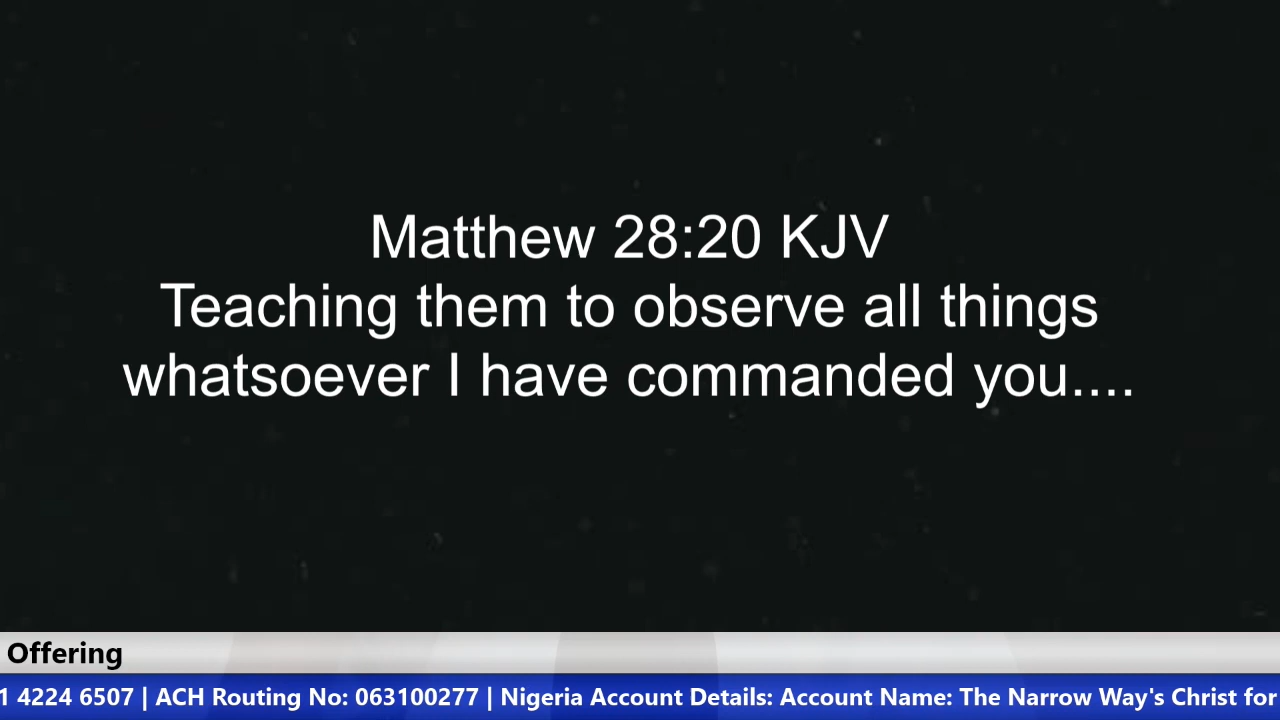 Matthew 28:20 KJV
Teaching them to observe all things
whatsoever I have commanded you....
Offering
1 4224 6507 | ACH Routing No: 063100277 | Nigeria Account Details: Account Name: The Narrow Way's Christ for